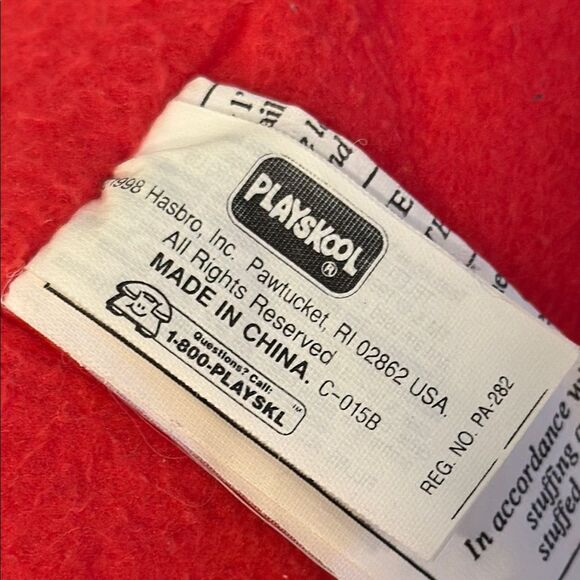 PLAYSKOOL®
1998 Hasbro, Inc. Pawtucket, RI 02862 USA.
All Rights Reserved
MADE IN CHINA. C-015B
Questions? Call:
1-800-PLAYSKL™
REG. NO. PA-282
In accordance
stuffing
stuffed